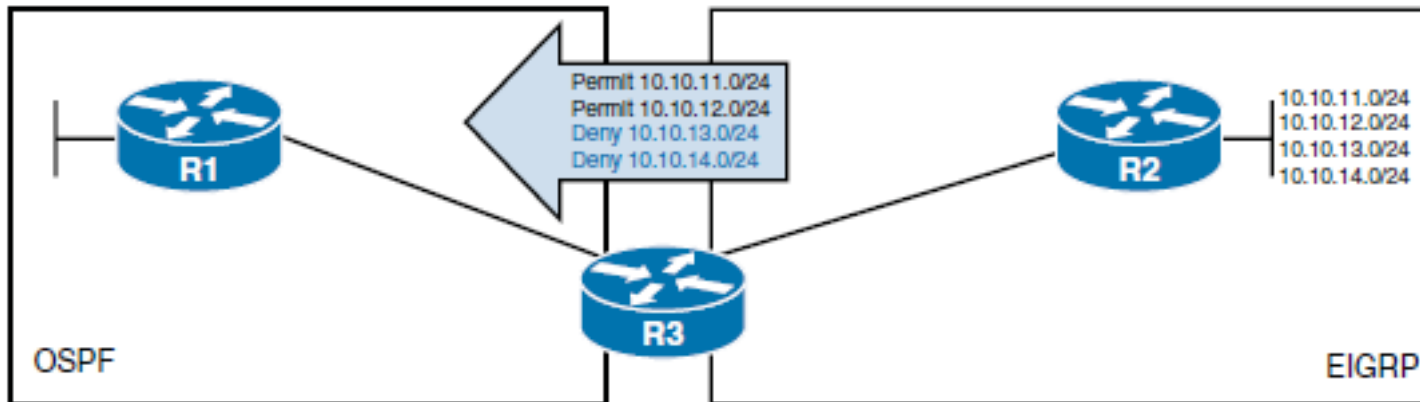 Permit 10.10.11.0/24
Permit 10.10.12.0/24
Deny 10.10.13.0/24
Deny 10.10.14.0/24
R1
R2
10.10.11.0/24
10.10.12.0/24
10.10.13.0/24
10.10.14.0/24
R3
OSPF
EIGRP